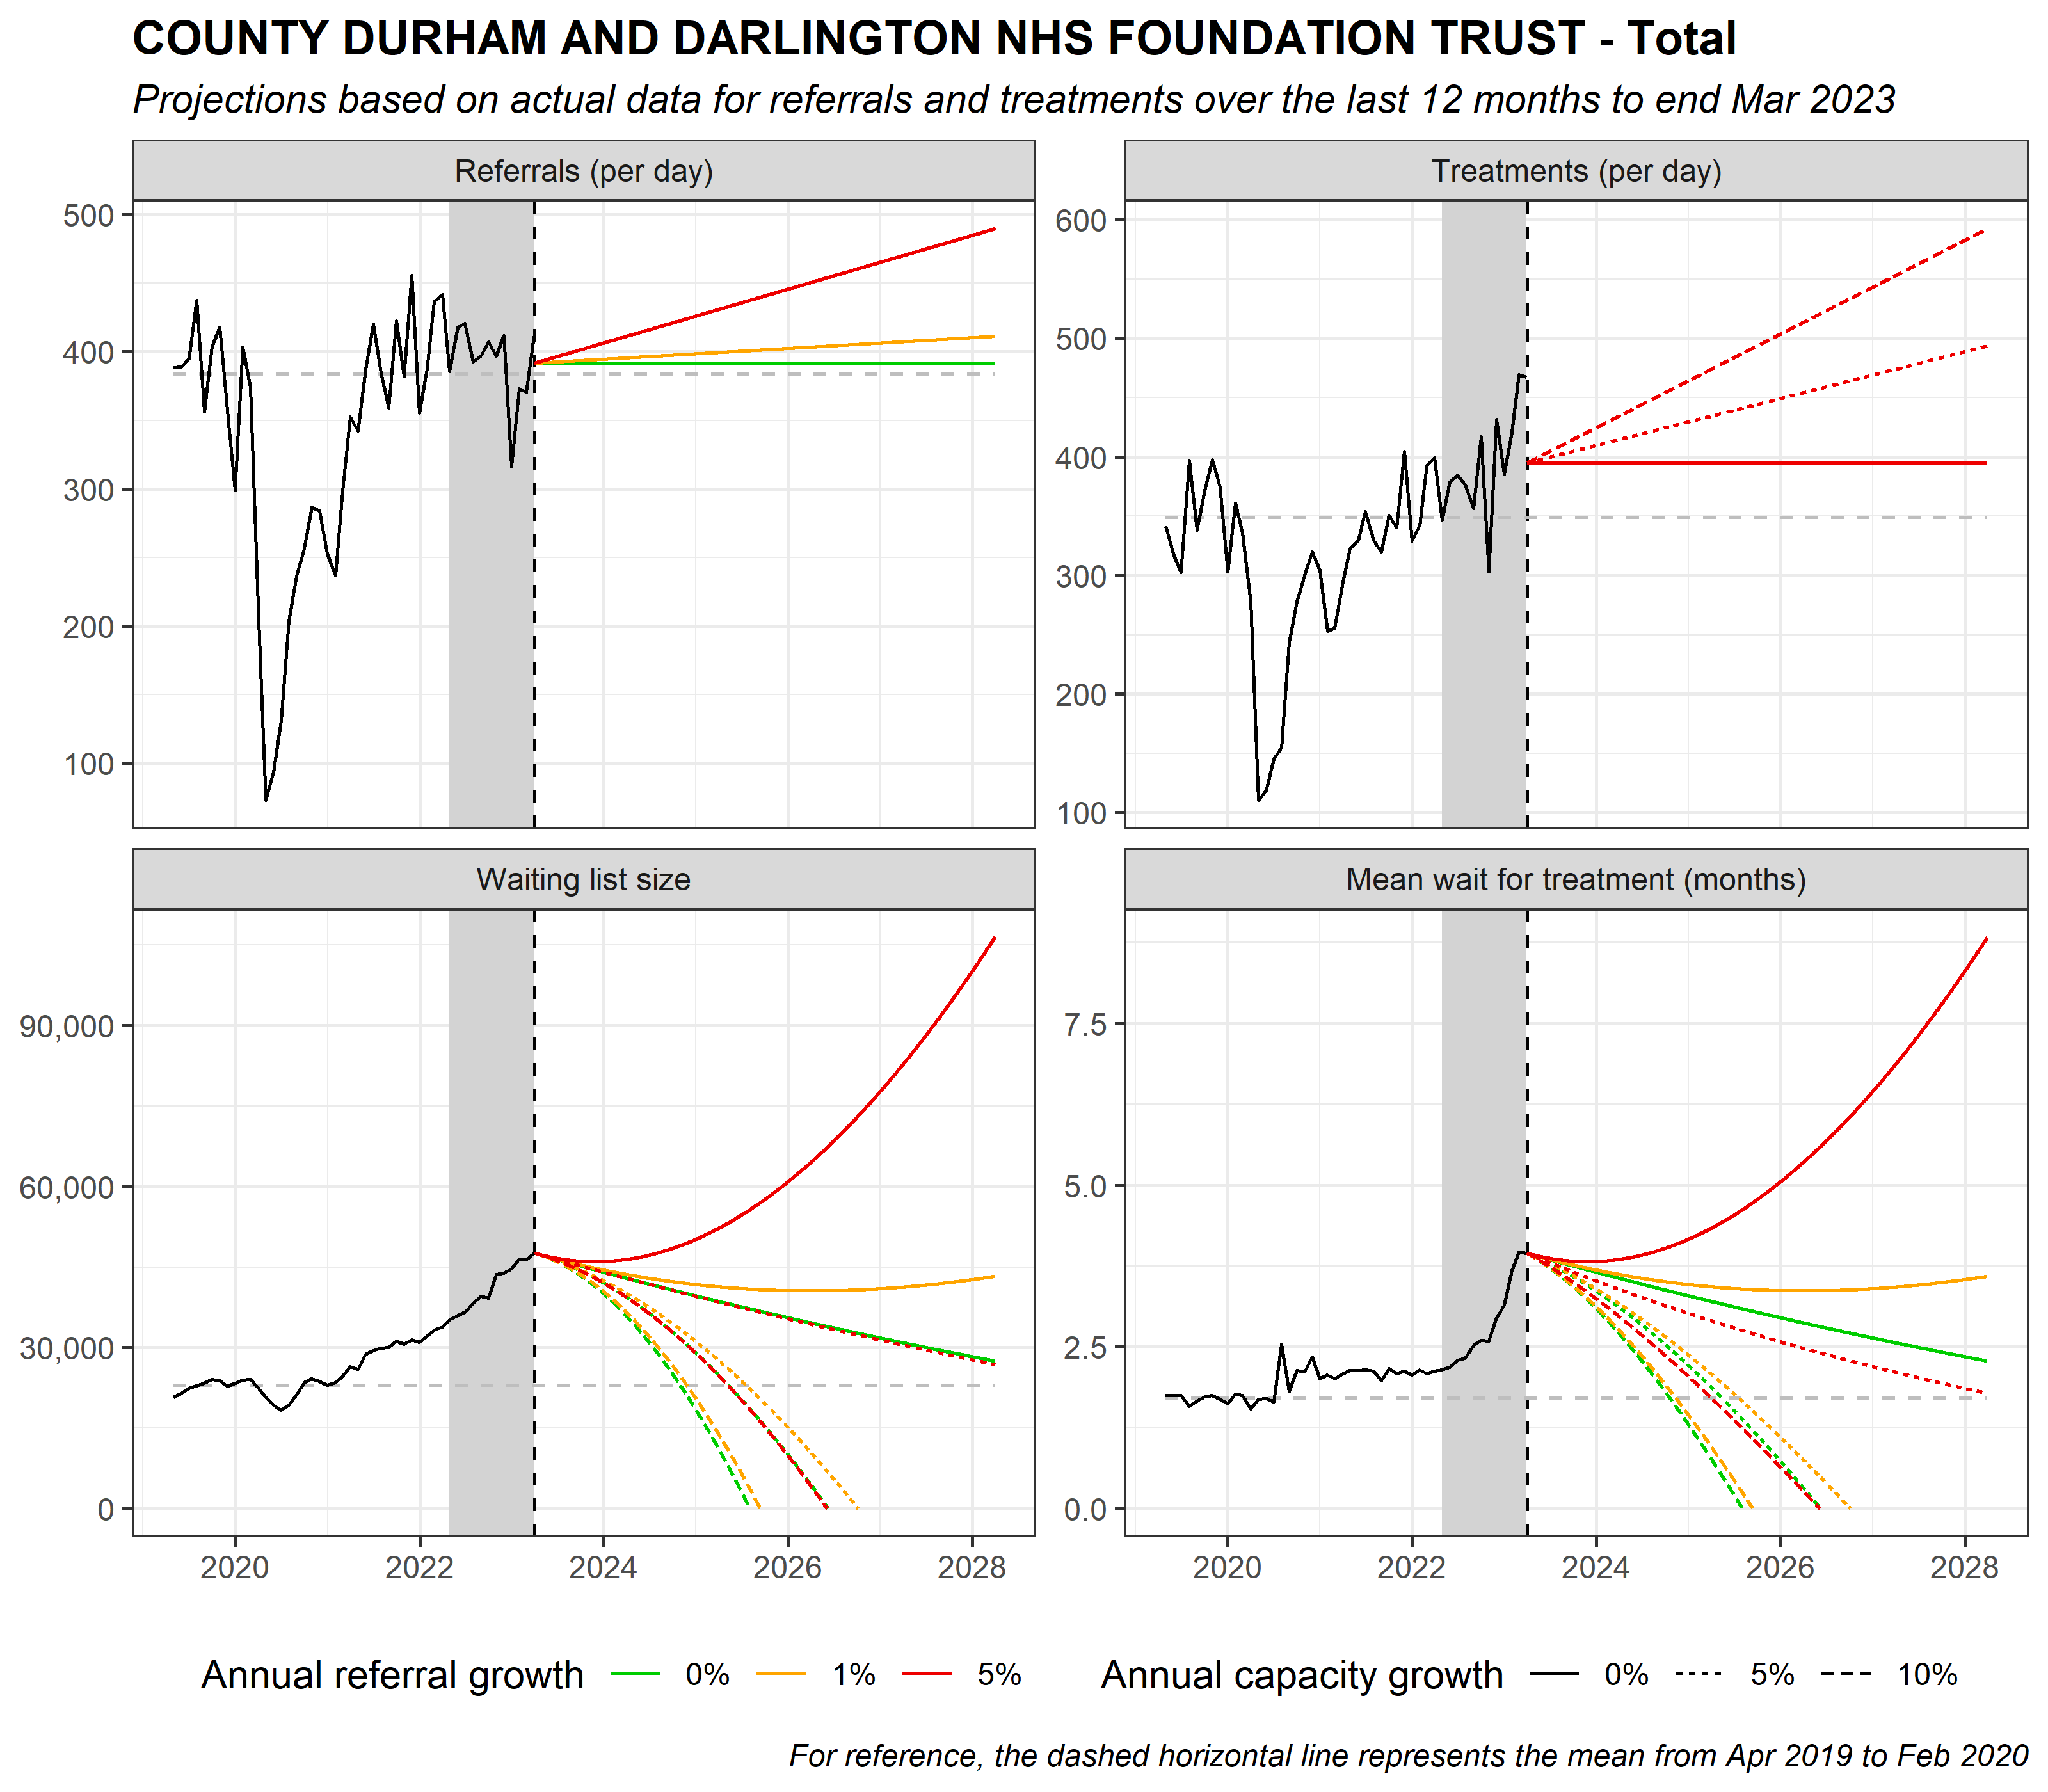 COUNTY DURHAM AND DARLINGTON NHS FOUNDATION TRUST - Total
Projections based on actual data for referrals and treatments over the last 12 months to end Mar 2023
Referrals (per day)
500
400
300
200
100
Treatments (per day)
600
500
400
300
200
100
Waiting list size
90,000
60,000
30,000
0
2020 2022 2024 2026 2028
Mean wait for treatment (months)
7.5
5.0
2.5
0.0
2020 2022 2024 2026 2028
Annual referral growth 0% 1% 5%
Annual capacity growth 0% 5% 10%
For reference, the dashed horizontal line represents the mean from Apr 2019 to Feb 2020